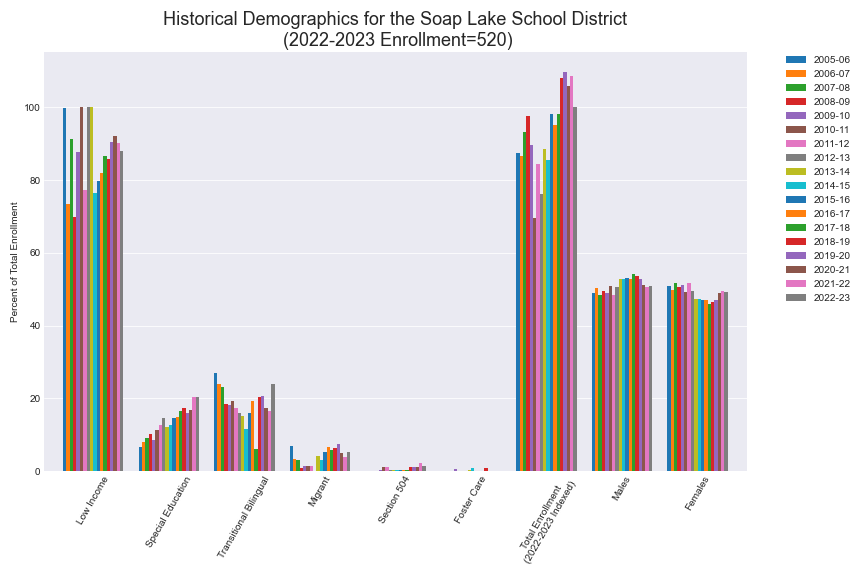 Historical Demographics for the Soap Lake School District
(2022-2023 Enrollment=520)
Percent of Total Enrollment
100
80
60
40
20
0
Low Income
Special Education
Transitional Bilingual
Migrant
Section 504
Foster Care
Total Enrollment
(2022-2023 Indexed)
Males
Females
2005-06
2006-07
2007-08
2008-09
2009-10
2010-11
2011-12
2012-13
2013-14
2014-15
2015-16
2016-17
2017-18
2018-19
2019-20
2020-21
2021-22
2022-23